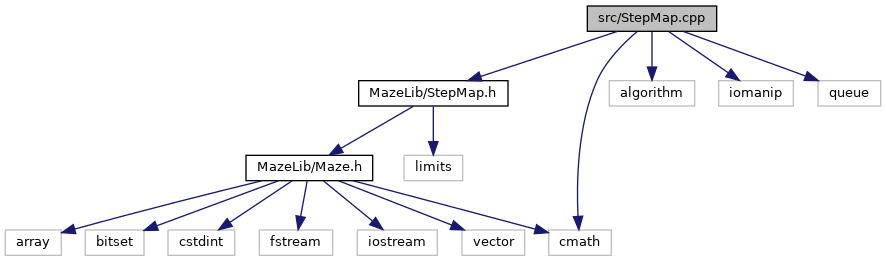 src/StepMap.cpp
MazeLib/StepMap.h
algorithm
iomanip
queue
MazeLib/Maze.h
limits
array
bitset
cstdint
fstream
iostream
vector
cmath